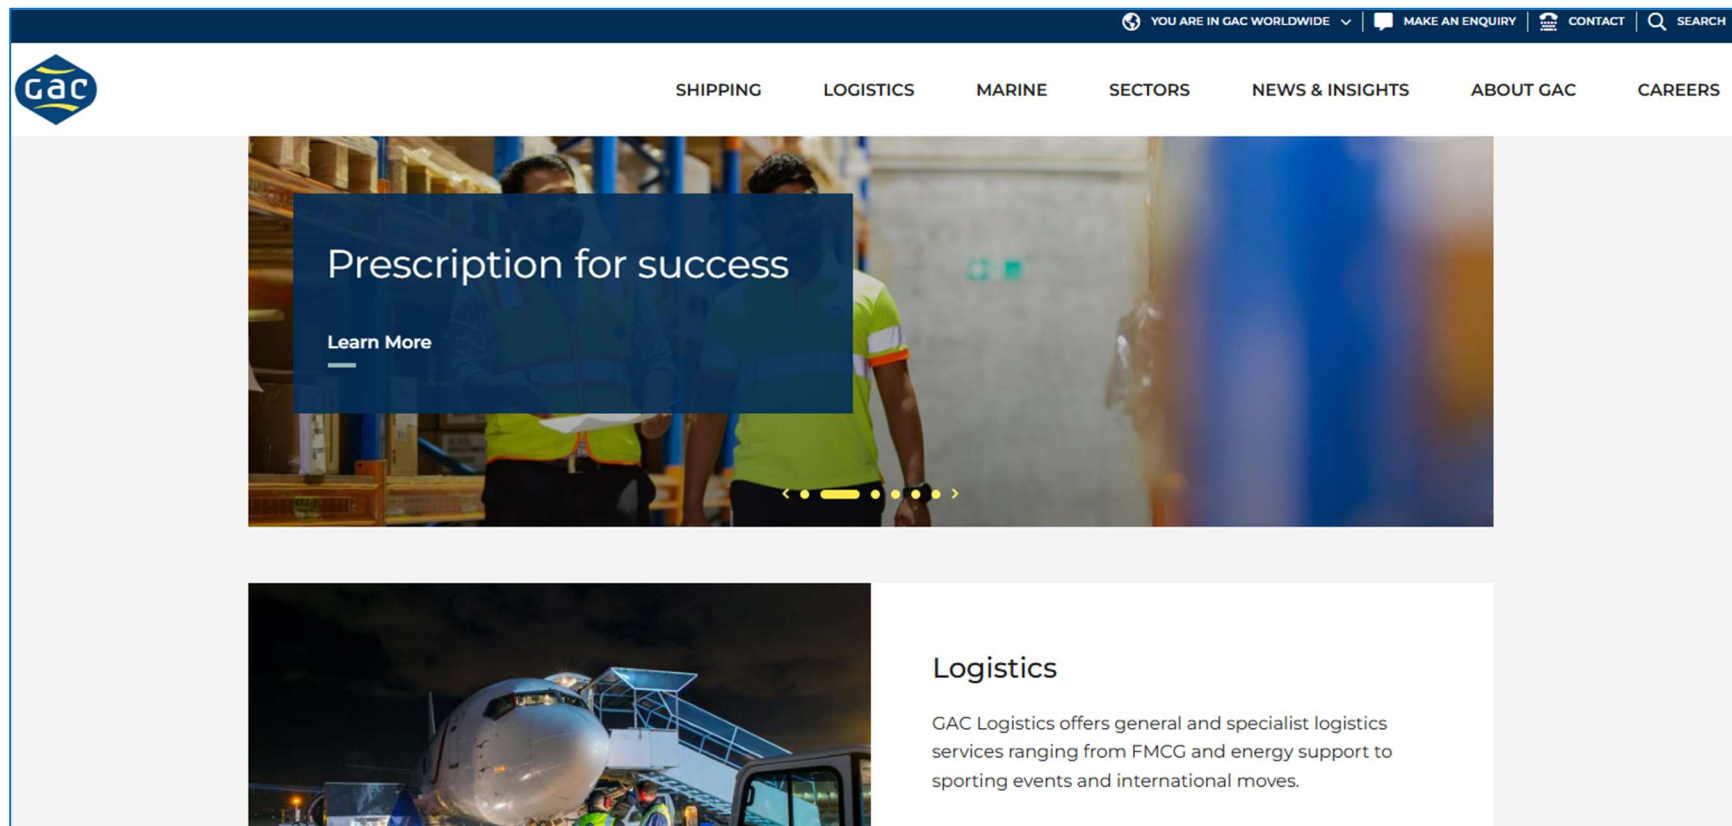 YOU ARE IN GAC WORLDWIDE
MAKE AN ENQUIRY
CONTACT
SEARCH
GAC
SHIPPING
LOGISTICS
MARINE
SECTORS
NEWS & INSIGHTS
ABOUT GAC
CAREERS
Prescription for success
Learn More
Logistics
GAC Logistics offers general and specialist logistics
services ranging from FMCG and energy support to
sporting events and international moves.